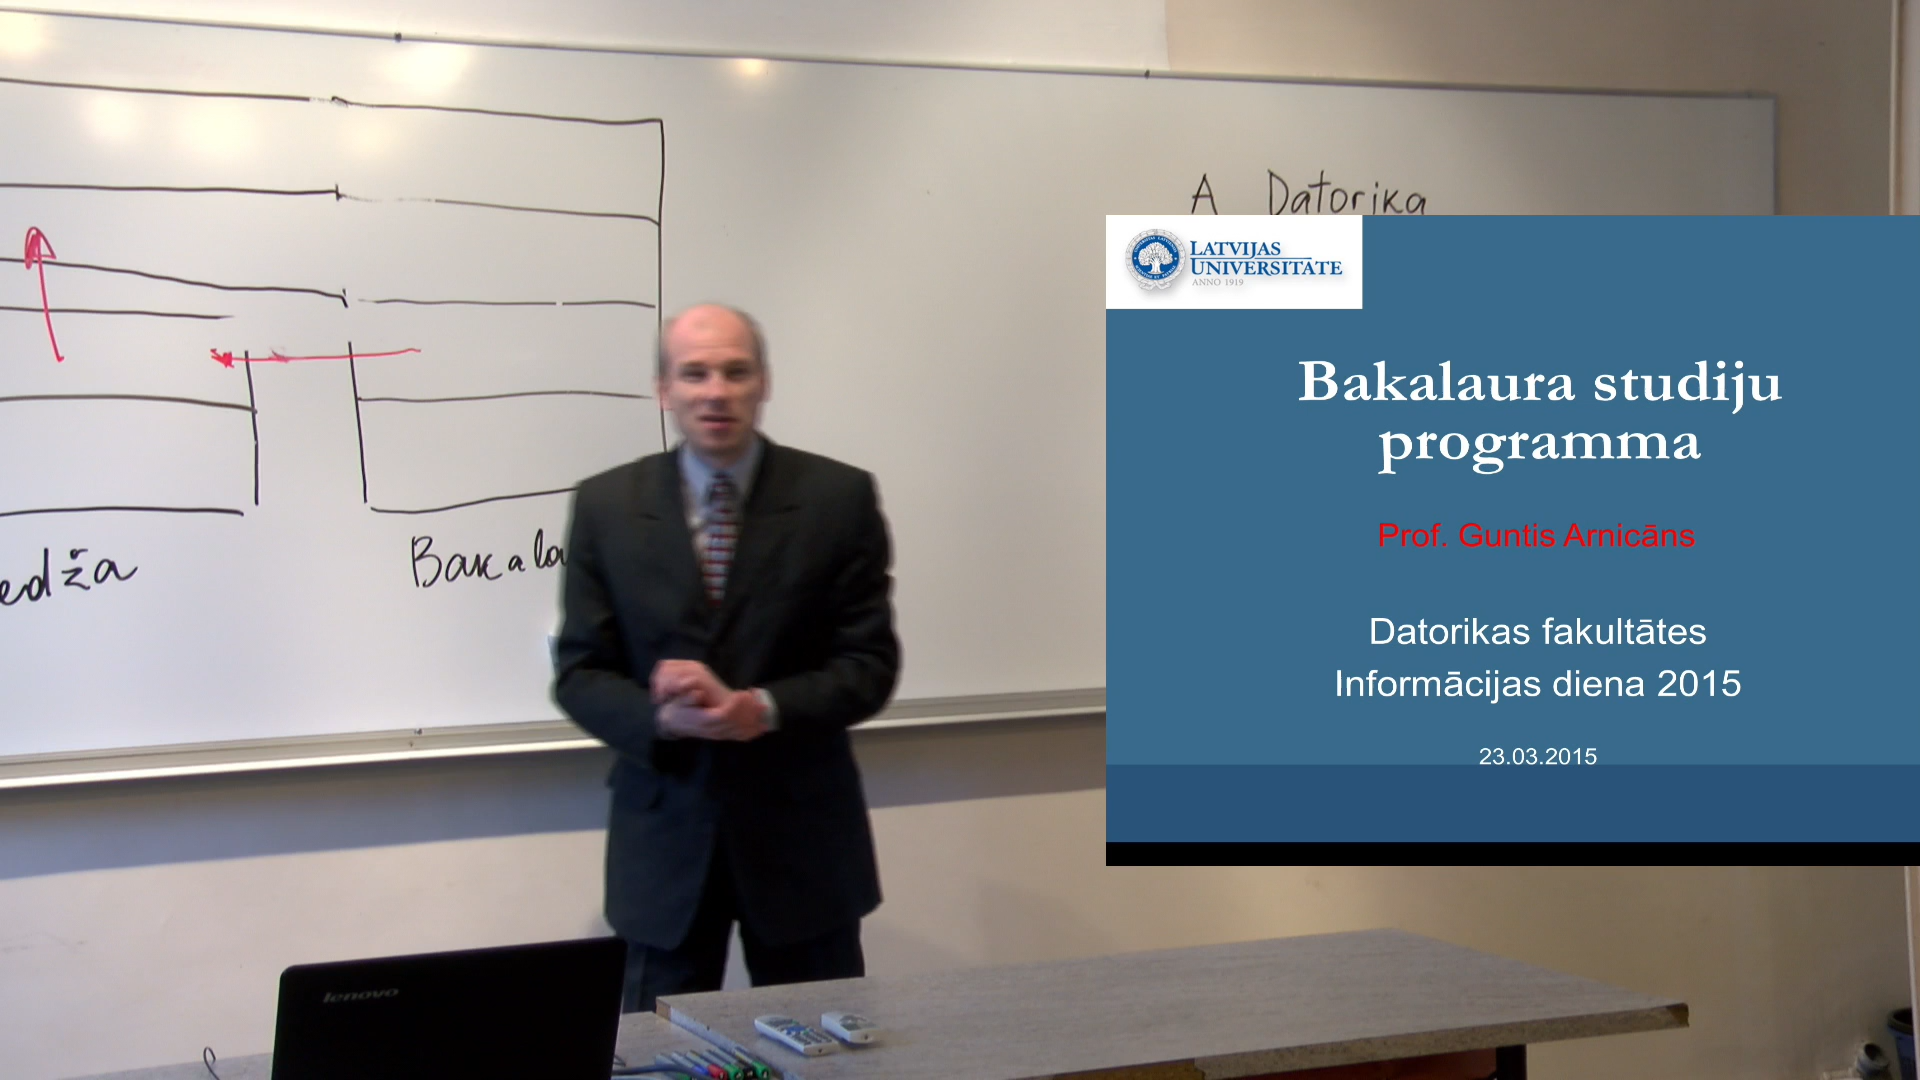 A Datorika
LATVIJAS
UNIVERSITĀTE
ANNO 1919
Bakalaura studiju
programma
Prof. Guntis Arnicāns
Datorikas fakultātes
Informācijas diena 2015
23.03.2015
edža
Bakala
lenovo